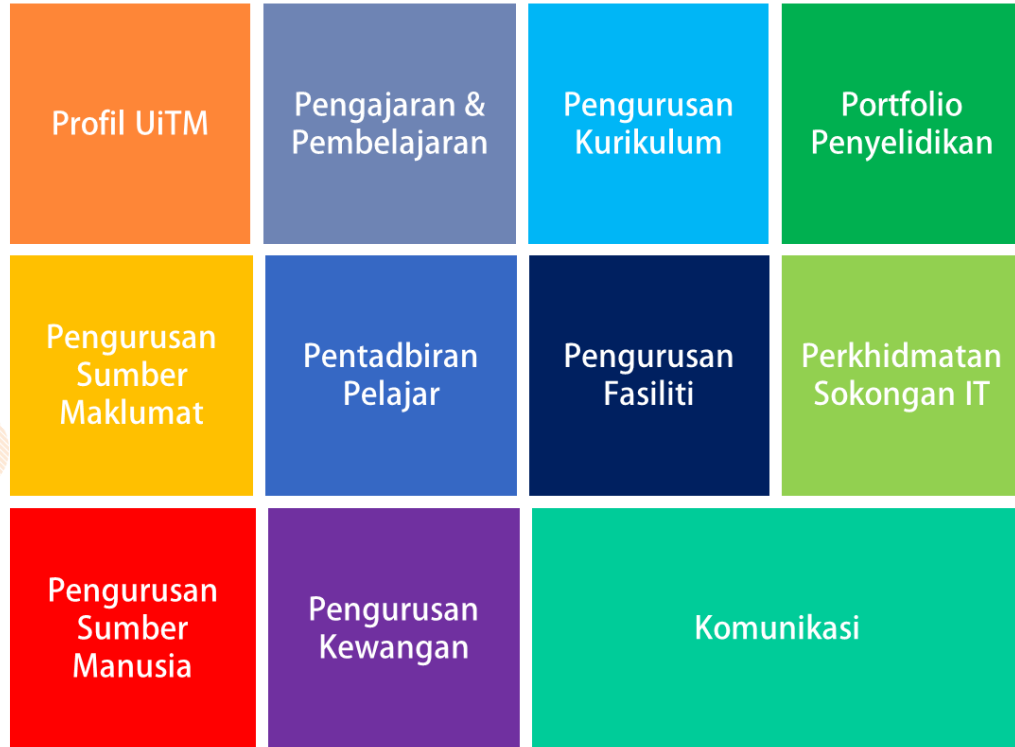 Profil UiTM
Pengajaran &
Pembelajaran
Pengurusan
Kurikulum
Portfolio
Penyelidikan
Pengurusan
Sumber
Maklumat
Pentadbiran
Pelajar
Pengurusan
Fasiliti
Perkhidmatan
Sokongan IT
Pengurusan
Sumber
Manusia
Pengurusan
Kewangan
Komunikasi